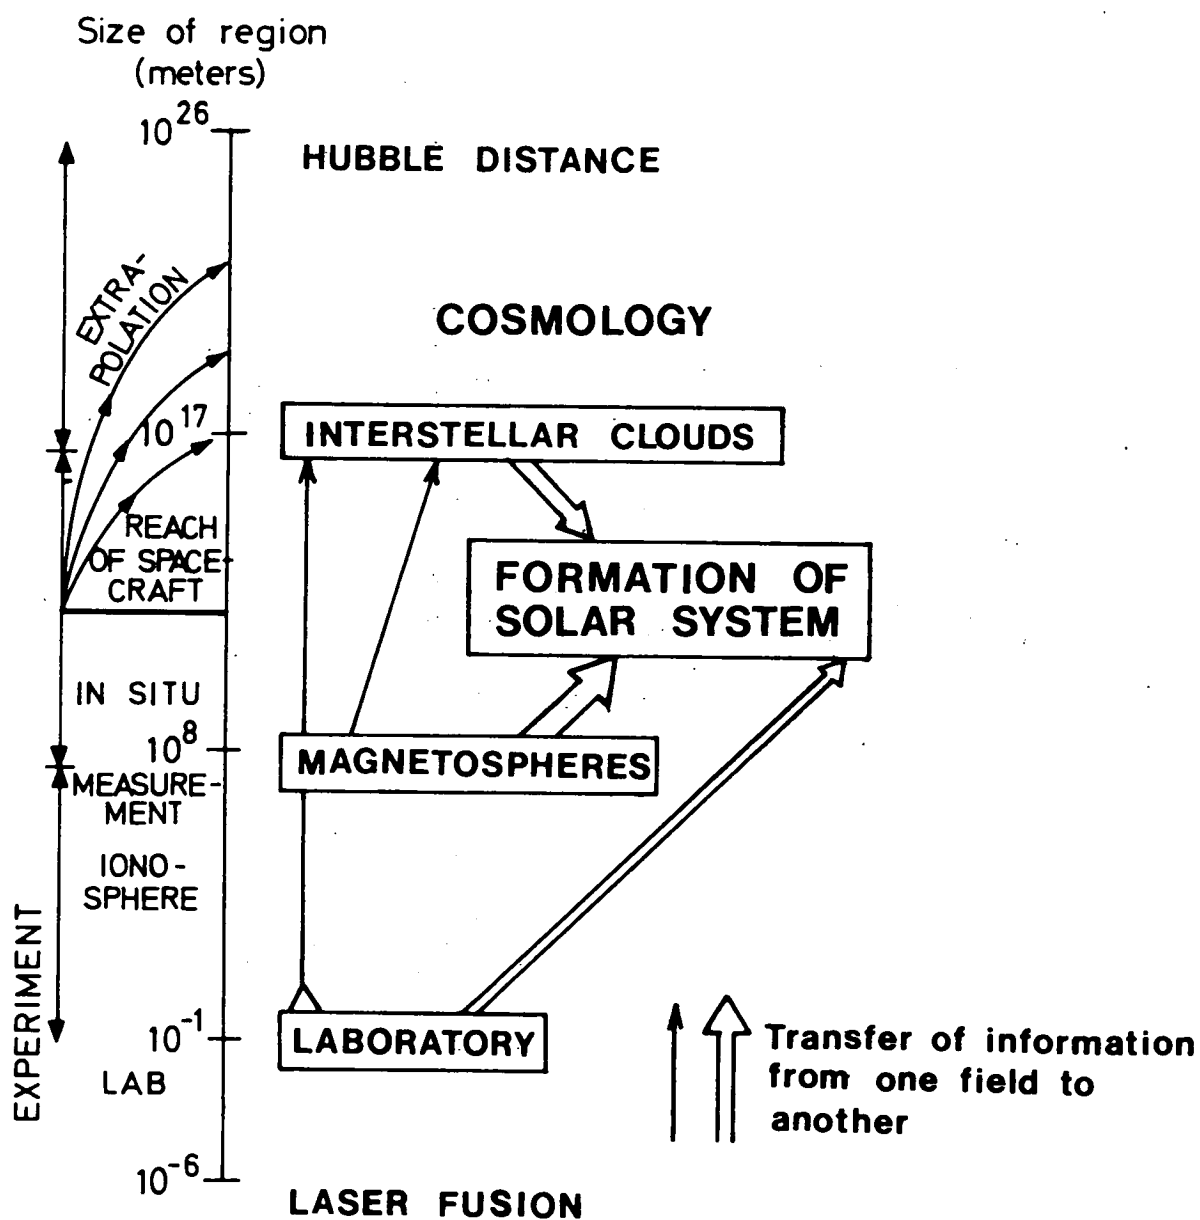 Size of region
(meters)
10^26
HUBBLE DISTANCE
EXTRA-
POLATION
COSMOLOGY
10^17
INTERSTELLAR CLOUDS
REACH
OF SPACE-
CRAFT
FORMATION OF
SOLAR SYSTEM
IN SITU
10^8
MAGNETOSPHERES
MEASURE-
MENT
IONO-
SPHERE
EXPERIMENT
10^-1
LABORATORY
LAB
Transfer of information
from one field to
another
10^-6
LASER FUSION